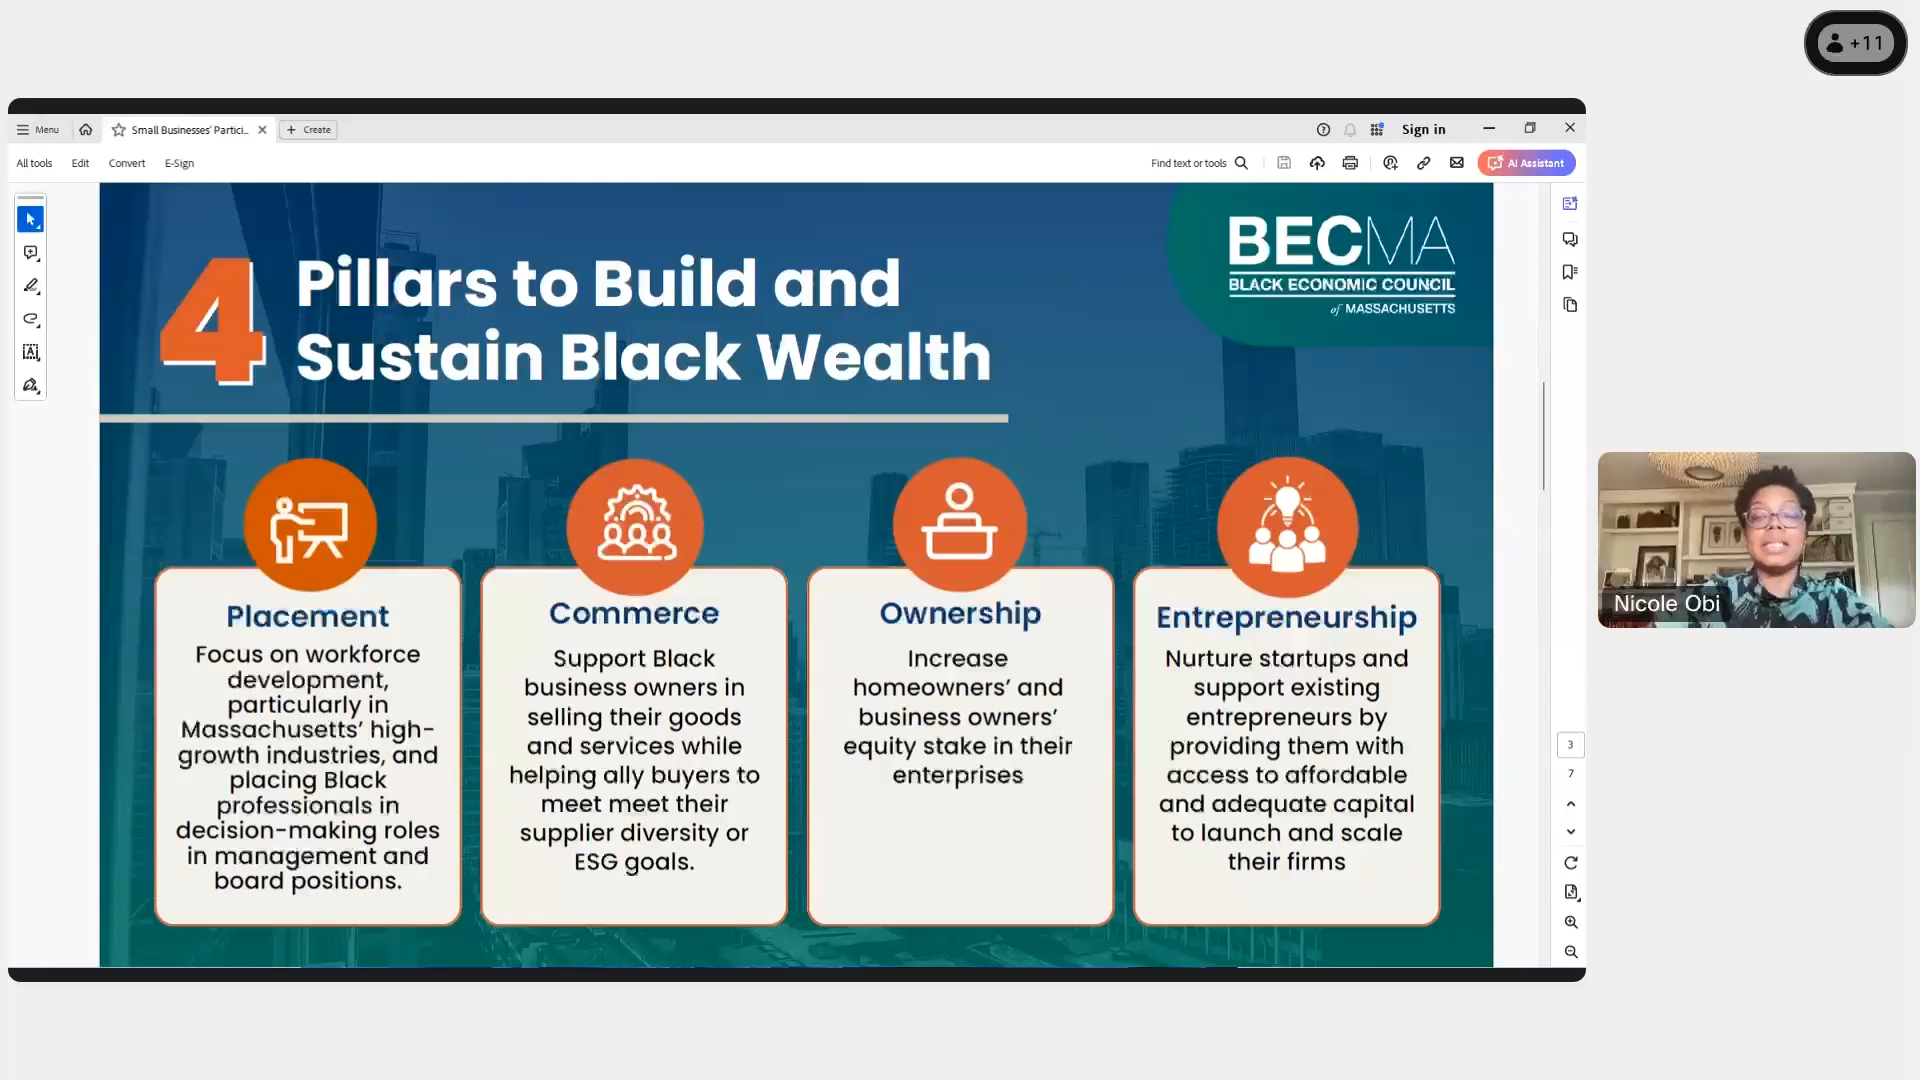 +11
Menu
Small Businesses' Partici...
Create
Sign in
All tools
Edit
Convert
E-Sign
Find text or tools
AI Assistant
4
Pillars to Build and
Sustain Black Wealth
BECMA
BLACK ECONOMIC COUNCIL
of MASSACHUSETTS
Placement
Focus on workforce
development,
particularly in
Massachusetts' high-
growth industries, and
placing Black
professionals in
decision-making roles
in management and
board positions.
Commerce
Support Black
business owners in
selling their goods
and services while
helping ally buyers to
meet meet their
supplier diversity or
ESG goals.
Ownership
Increase
homeowners' and
business owners'
equity stake in their
enterprises
Entrepreneurship
Nurture startups and
support existing
entrepreneurs by
providing them with
access to affordable
and adequate capital
to launch and scale
their firms
3
7
Nicole Obi